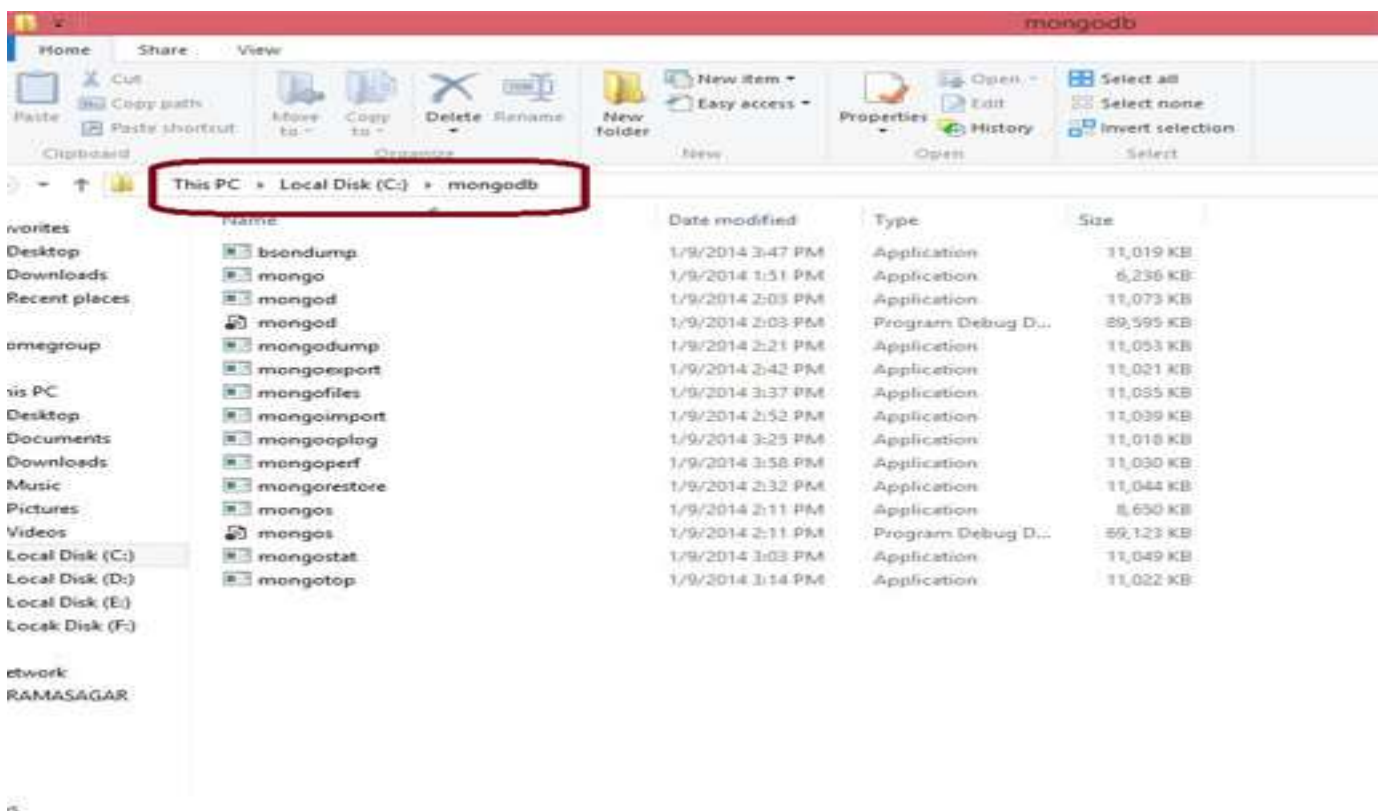 mongodb
Home Share View
Cut
Copy path
Paste
Paste shortcut
Move to
Copy to
Delete
Rename
New folder
New item
Easy access
Properties
Open
Edit
History
Select all
Select none
Invert selection
Clipboard
Organize
New
Open
Select
This PC Local Disk (C:) mongodb
Name Date modified Type Size
bsondump 1/9/2014 3:47 PM Application 11,019 KB
mongo 1/9/2014 1:51 PM Application 6,236 KB
mongod 1/9/2014 2:03 PM Application 11,073 KB
mongod 1/9/2014 2:03 PM Program Debug D... 89,595 KB
mongodump 1/9/2014 2:21 PM Application 11,053 KB
mongoexport 1/9/2014 2:42 PM Application 11,021 KB
mongofiles 1/9/2014 3:37 PM Application 11,035 KB
mongoimport 1/9/2014 2:52 PM Application 11,039 KB
mongooplog 1/9/2014 3:25 PM Application 11,018 KB
mongoperf 1/9/2014 3:58 PM Application 11,030 KB
mongorestore 1/9/2014 2:32 PM Application 11,044 KB
mongos 1/9/2014 2:11 PM Application 8,650 KB
mongos 1/9/2014 2:11 PM Program Debug D... 69,123 KB
mongostat 1/9/2014 3:03 PM Application 11,049 KB
mongotop 1/9/2014 3:14 PM Application 11,022 KB
vorites
Desktop
Downloads
Recent places
omegroup
his PC
Desktop
Documents
Downloads
Music
Pictures
Videos
Local Disk (C:)
Local Disk (D:)
Local Disk (E:)
Locak Disk (F:)
etwork
RAMASAGAR